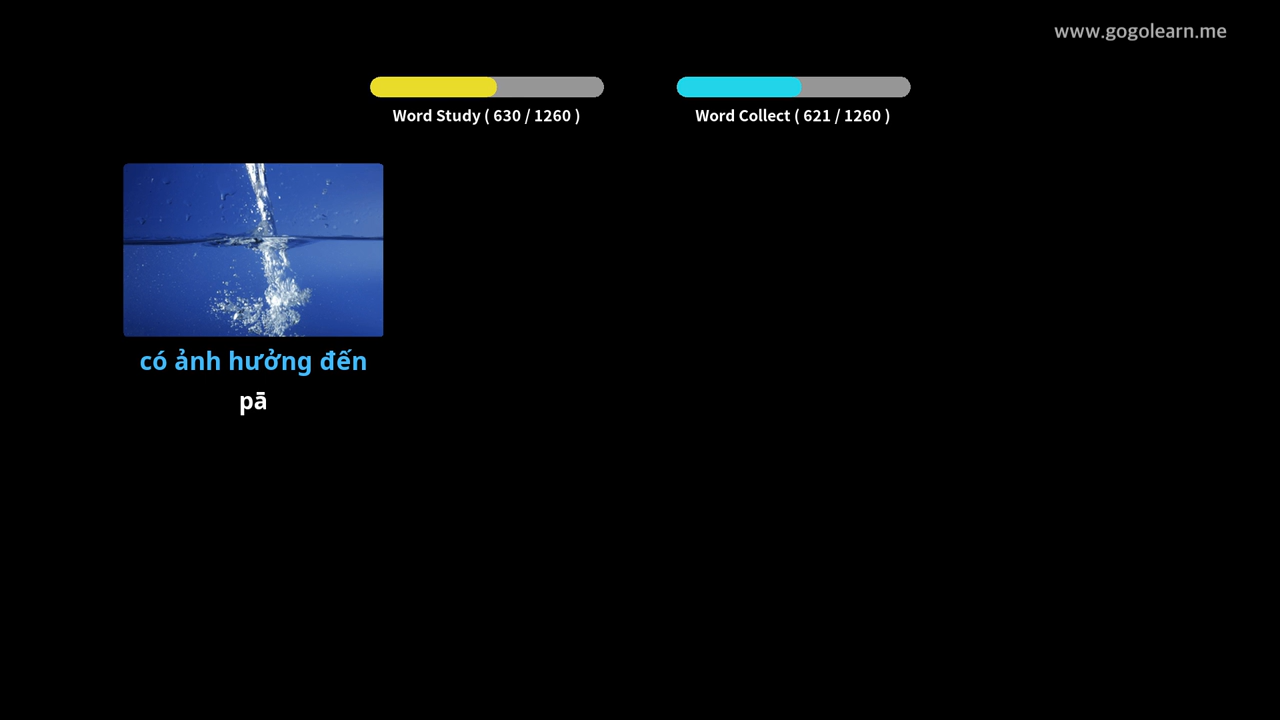 www.gogolearn.me
Word Study ( 630 / 1260 )
Word Collect ( 621 / 1260 )
có ảnh hưởng đến
pā